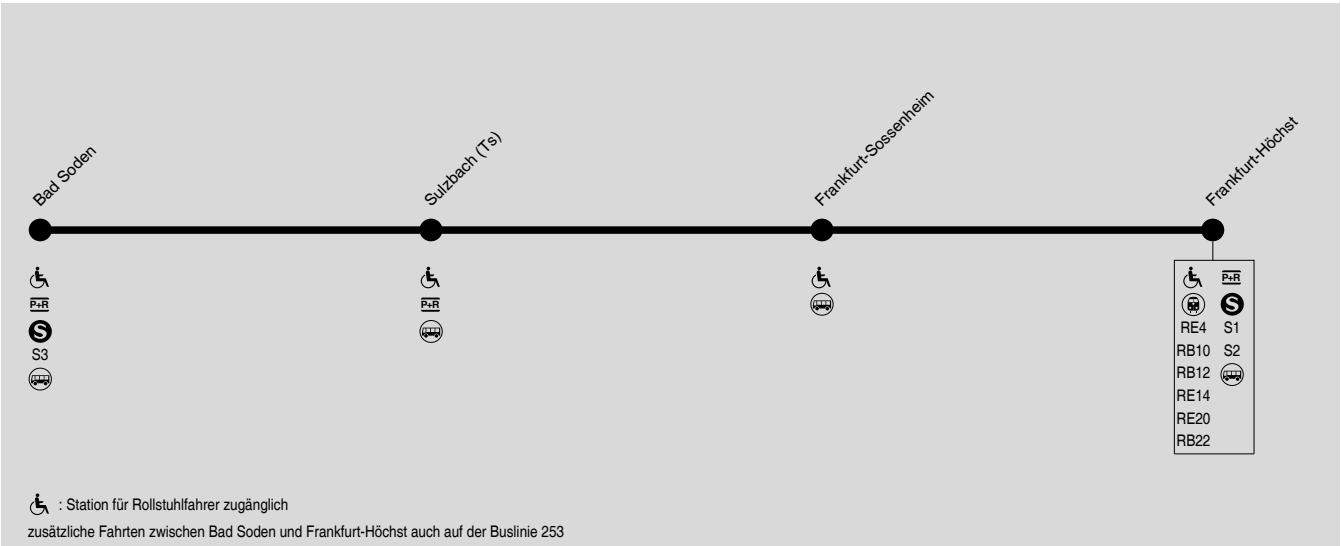 Bad Soden
Sulzbach (Ts)
Frankfurt-Sossenheim
Frankfurt-Höchst
P+R
S
S3
P+R
P+R
S
RE4 S1
RB10 S2
RB12
RE14
RE20
RB22
: Station für Rollstuhlfahrer zugänglich
zusätzliche Fahrten zwischen Bad Soden und Frankfurt-Höchst auch auf der Buslinie 253